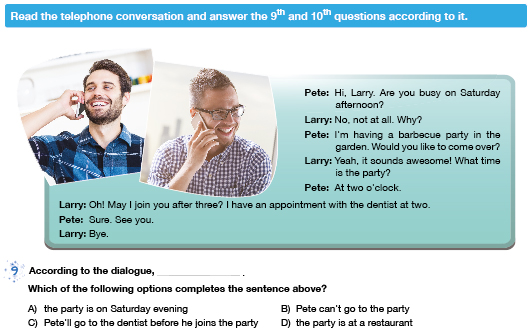 Read the telephone conversation and answer the 9th and 10th questions according to it.
Pete: Hi, Larry. Are you busy on Saturday
afternoon?
Larry: No, not at all. Why?
Pete: I'm having a barbecue party in the
garden. Would you like to come over?
Larry: Yeah, it sounds awesome! What time
is the party?
Pete: At two o'clock.
Larry: Oh! May I join you after three? I have an appointment with the dentist at two.
Pete: Sure. See you.
Larry: Bye.
9 According to the dialogue, ________________ .
Which of the following options completes the sentence above?
A) the party is on Saturday evening B) Pete can't go to the party
C) Pete'll go to the dentist before he joins the party D) the party is at a restaurant